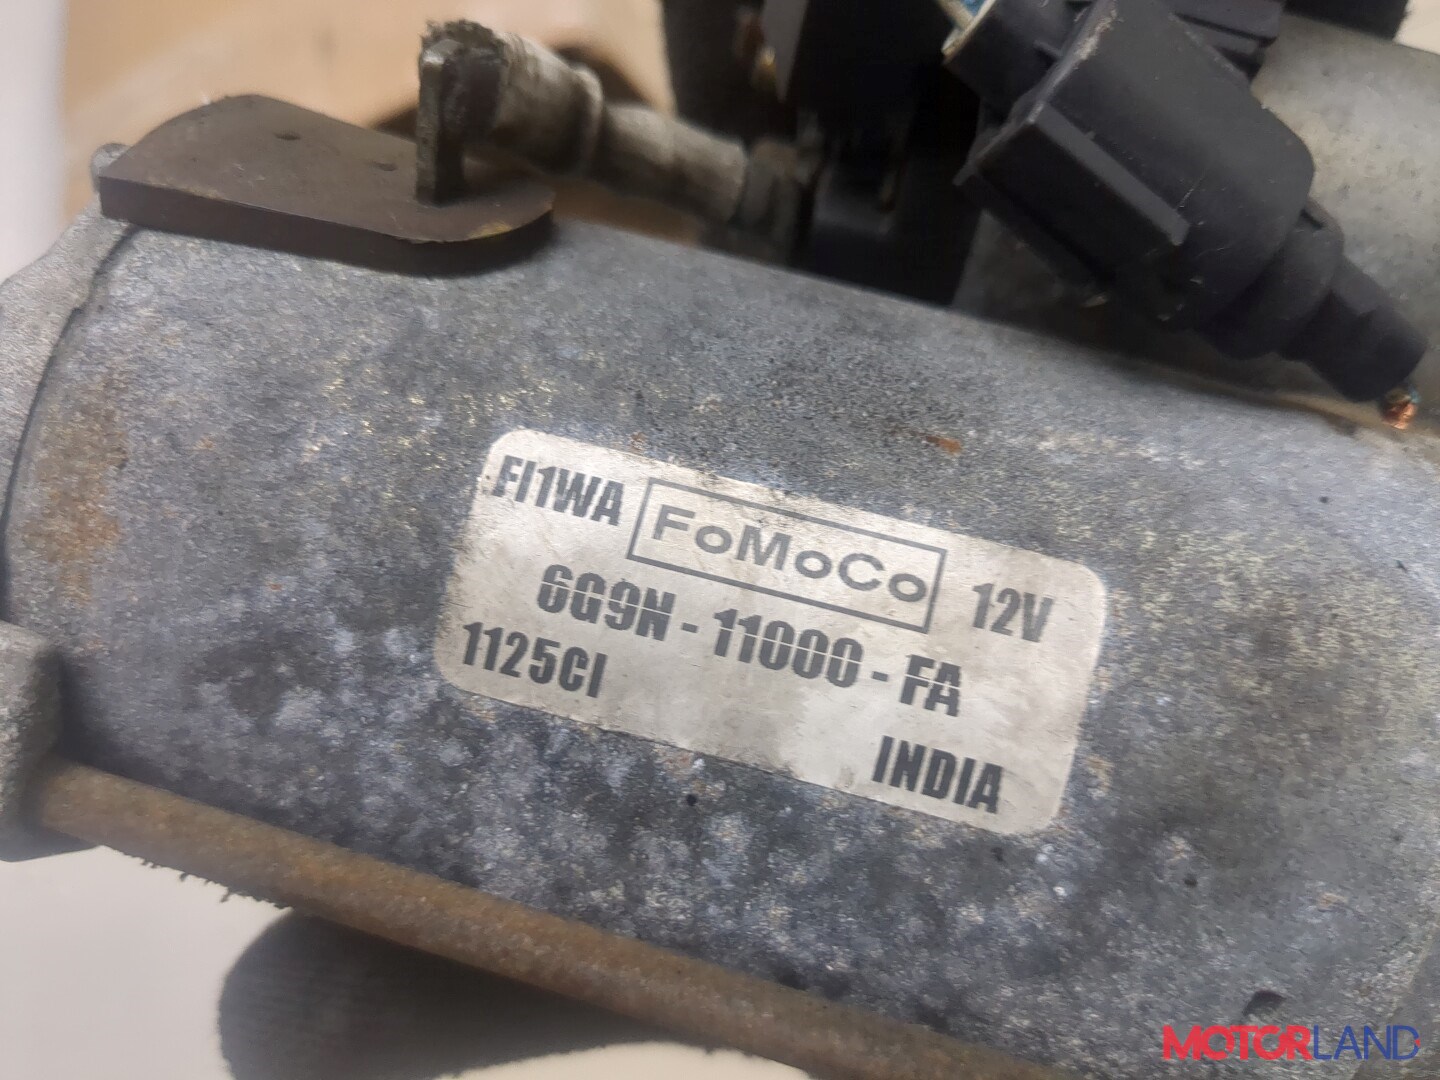 FI1WA FoMoCo 12V
6G9N-11000-FA
1125CI
INDIA
MOTORLAND